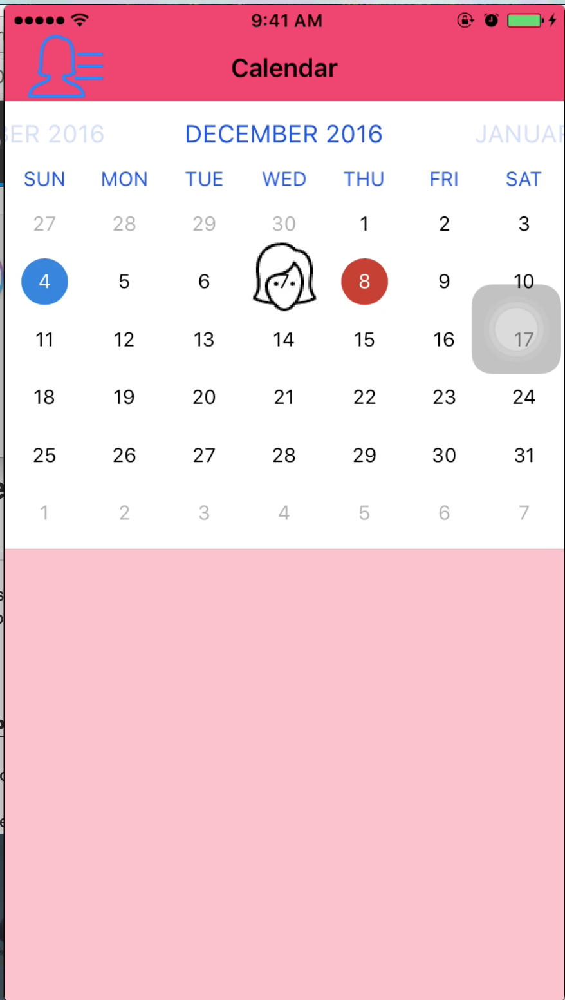 9:41 AM
Calendar
BER 2016 DECEMBER 2016 JANUAR
SUN MON TUE WED THU FRI SAT
27 28 29 30 1 2 3
4 5 6 7 8 9 10
11 12 13 14 15 16 17
18 19 20 21 22 23 24
25 26 27 28 29 30 31
1 2 3 4 5 6 7